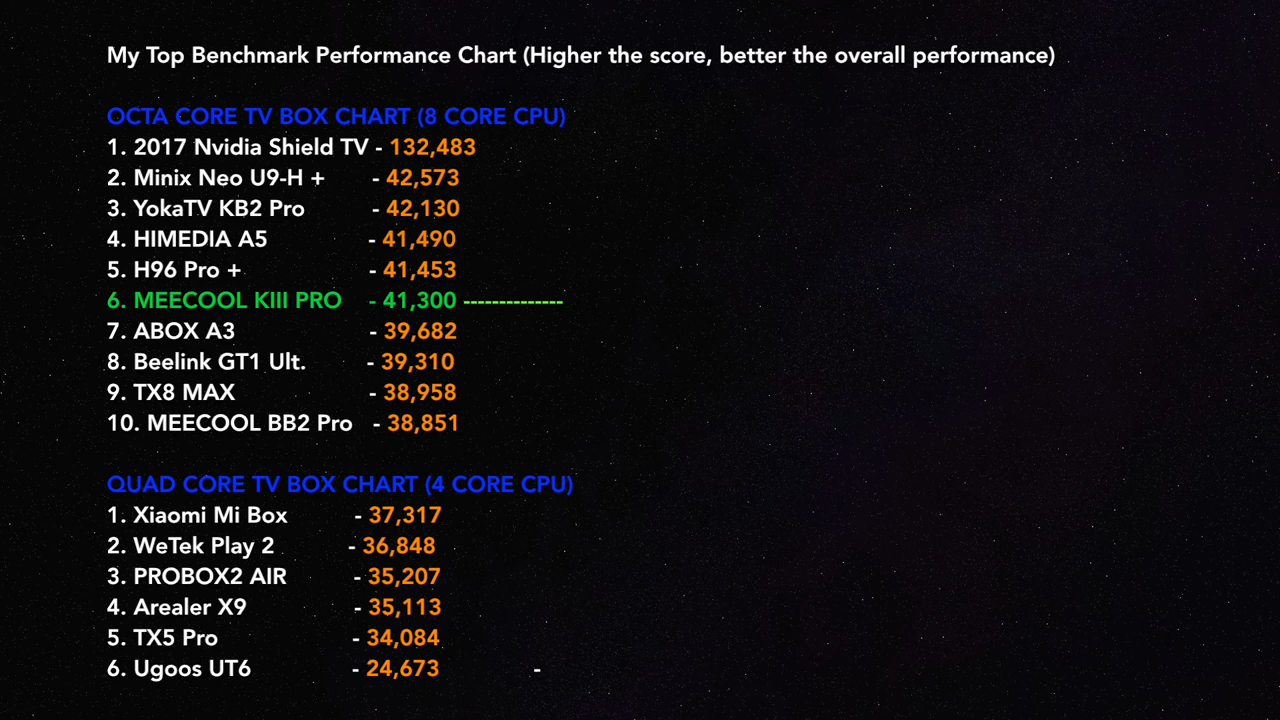 My Top Benchmark Performance Chart (Higher the score, better the overall performance)
OCTA CORE TV BOX CHART (8 CORE CPU)
1. 2017 Nvidia Shield TV - 132,483
2. Minix Neo U9-H + - 42,573
3. YokaTV KB2 Pro - 42,130
4. HIMEDIA A5 - 41,490
5. H96 Pro + - 41,453
6. MEECOOL KIII PRO - 41,300 --------------
7. ABOX A3 - 39,682
8. Beelink GT1 Ult. - 39,310
9. TX8 MAX - 38,958
10. MEECOOL BB2 Pro - 38,851
QUAD CORE TV BOX CHART (4 CORE CPU)
1. Xiaomi Mi Box - 37,317
2. WeTek Play 2 - 36,848
3. PROBOX2 AIR - 35,207
4. Arealer X9 - 35,113
5. TX5 Pro - 34,084
6. Ugoos UT6 - 24,673 -